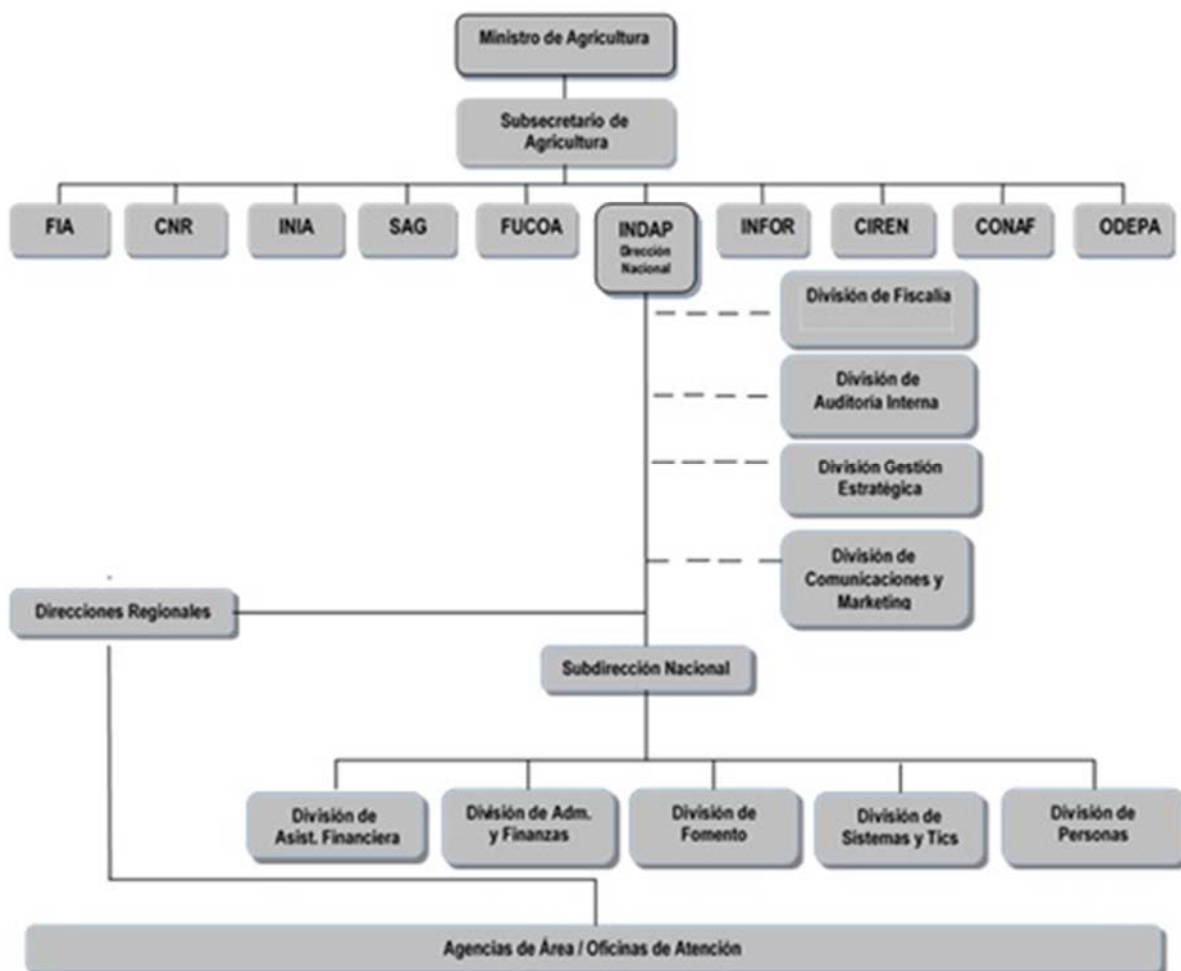 Ministro de Agricultura
Subsecretario de
Agricultura
FIA
CNR
INIA
SAG
FUCOA
INDAP
Dirección
Nacional
INFOR
CIREN
CONAF
ODEPA
División de Fiscalia
División de
Auditoría Interna
División Gestión
Estratégica
División de
Comunicaciones y
Marketing
Direcciones Regionales
Subdirección Nacional
División de
Asist. Financiera
División de Adm.
y Finanzas
División de
Fomento
División de
Sistemas y Tics
División de
Personas
Agencias de Área / Oficinas de Atención